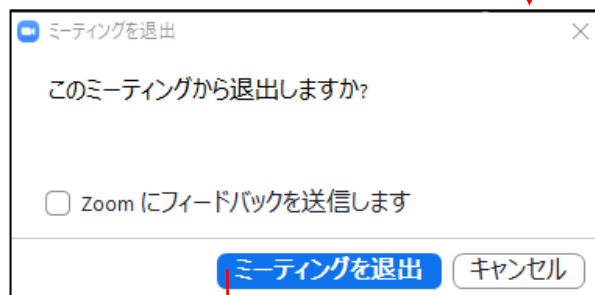 ミーティングを退出
このミーティングから退出しますか?
Zoom にフィードバックを送信します
ミーティングを退出 キャンセル